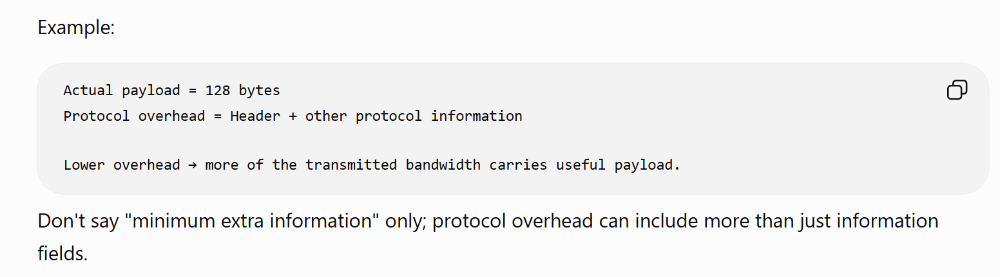 Example:
Actual payload = 128 bytes
Protocol overhead = Header + other protocol information
Lower overhead → more of the transmitted bandwidth carries useful payload.
Don't say "minimum extra information" only; protocol overhead can include more than just information
fields.